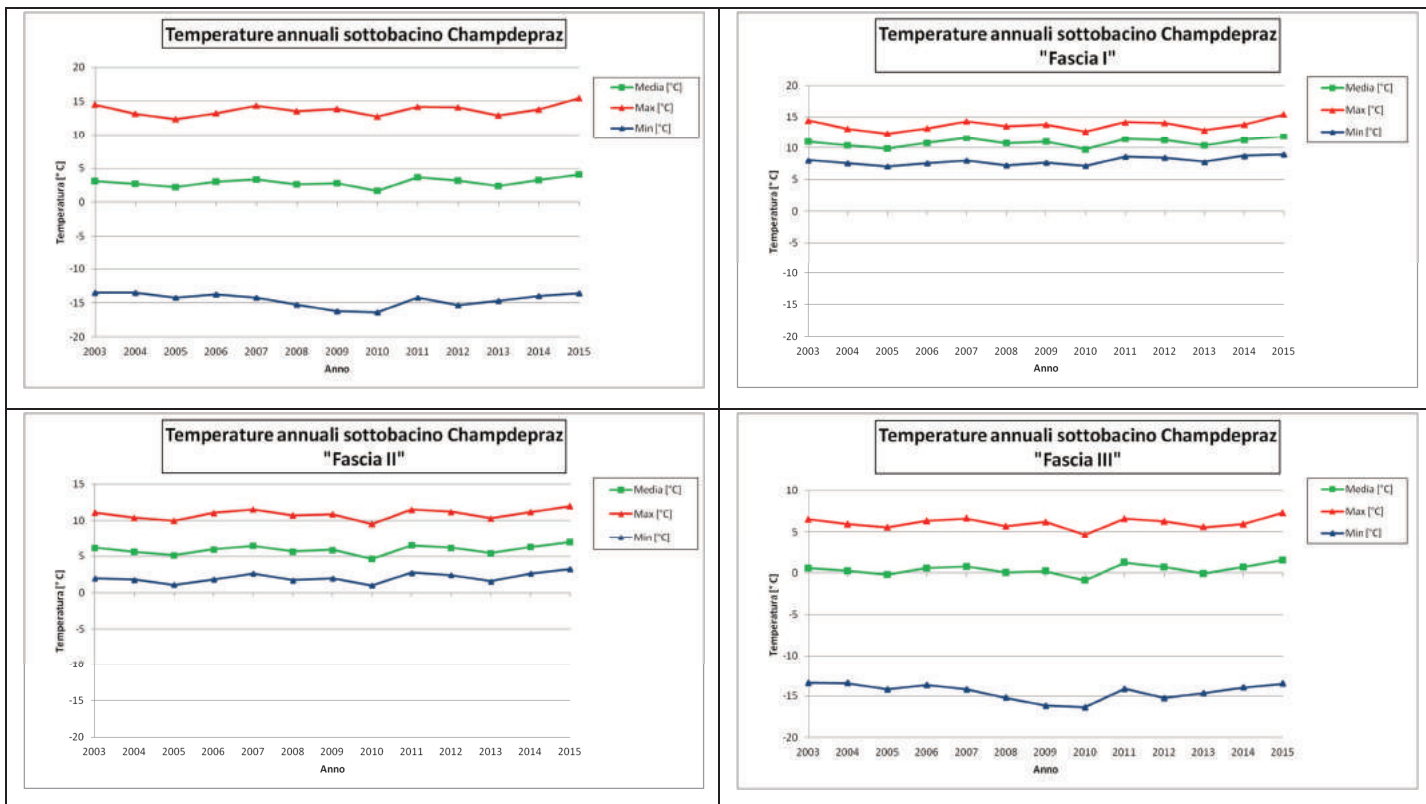 Temperature annuali sottobacino Champdepraz
20
15
10
5
0
-5
-10
-15
-20
Temperatura [° C]
2003 2004 2005 2006 2007 2008 2009 2010 2011 2012 2013 2014 2015
Anno
Media [°C]
Max [°C]
Min [°C]
Temperature annuali sottobacino Champdepraz
"Fascia I"
20
15
10
5
0
-5
-10
-15
-20
Temperatura [° C]
2003 2004 2005 2006 2007 2008 2009 2010 2011 2012 2013 2014 2015
Anno
Media [°C]
Max [°C]
Min [°C]
Temperature annuali sottobacino Champdepraz
"Fascia II"
15
10
5
0
-5
-10
-15
-20
Temperatura [° C]
2003 2004 2005 2006 2007 2008 2009 2010 2011 2012 2013 2014 2015
Anno
Media [°C]
Max [°C]
Min [°C]
Temperature annuali sottobacino Champdepraz
"Fascia III"
10
5
0
-5
-10
-15
-20
Temperatura [° C]
2003 2004 2005 2006 2007 2008 2009 2010 2011 2012 2013 2014 2015
Anno
Media [°C]
Max [°C]
Min [°C]